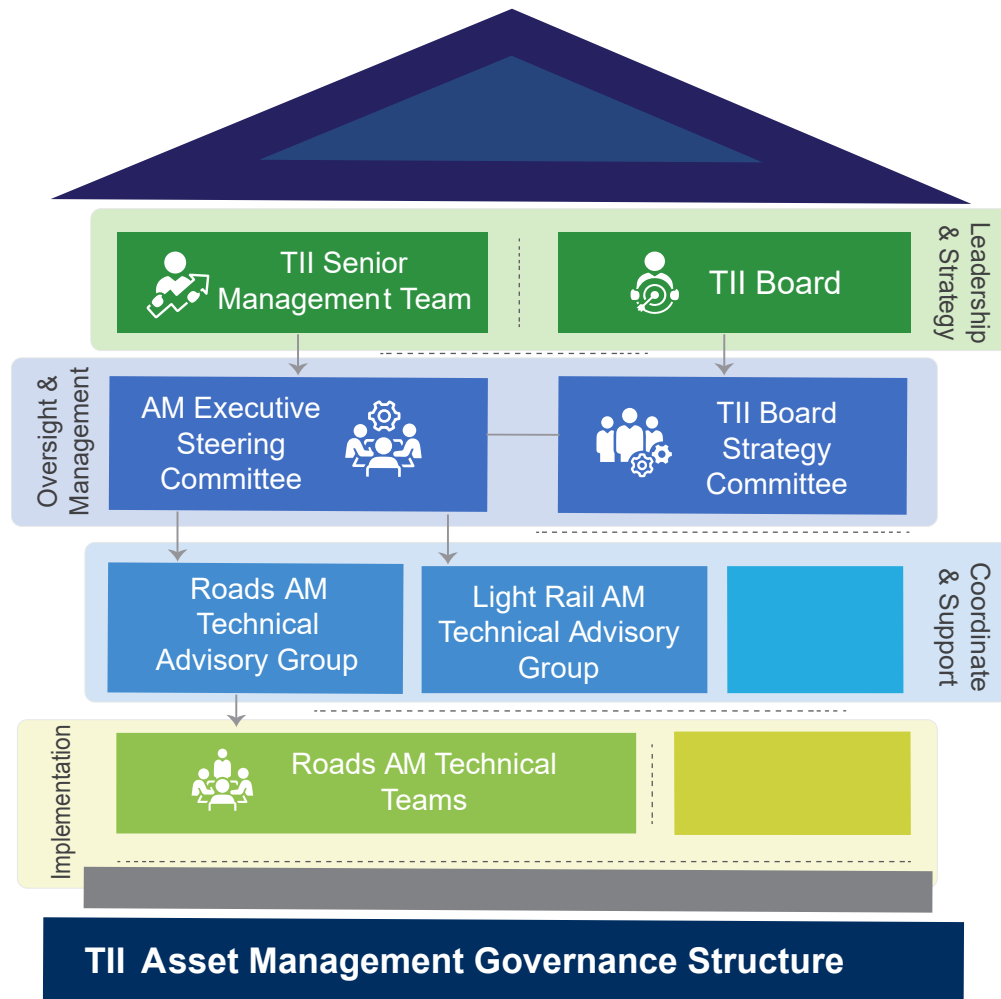 Leadership
& Strategy
TII Senior
Management Team
TII Board
Oversight &
Management
AM Executive
Steering
Committee
TII Board
Strategy
Committee
Coordinate
& Support
Roads AM
Technical
Advisory Group
Light Rail AM
Technical Advisory
Group
Implementation
Roads AM Technical
Teams
TII Asset Management Governance Structure